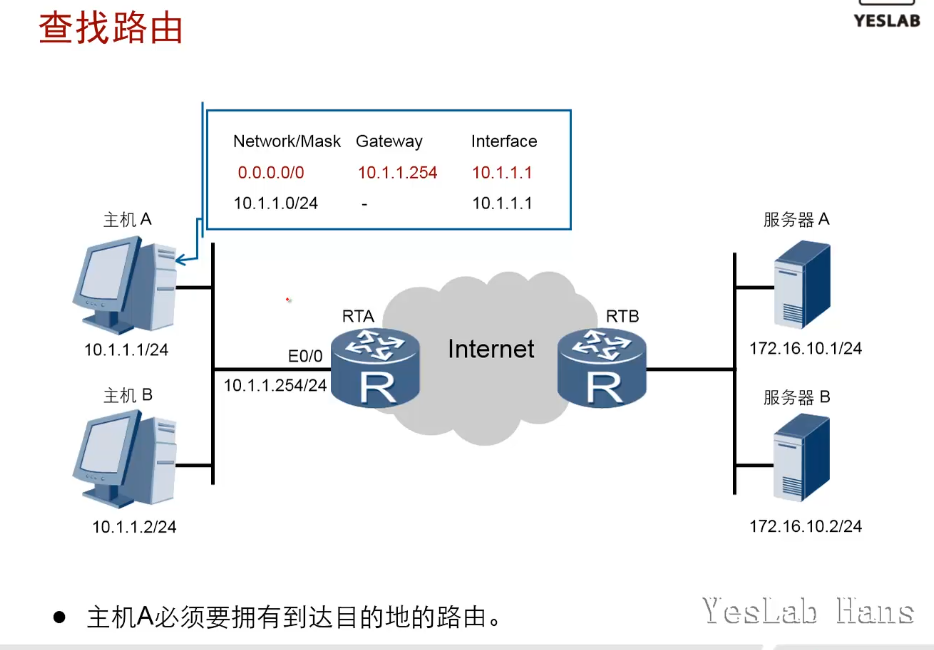 查找路由
YESLAB
Network/Mask Gateway Interface
0.0.0.0/0 10.1.1.254 10.1.1.1
10.1.1.0/24 - 10.1.1.1
主机 A
服务器 A
RTA
RTB
10.1.1.1/24
E0/0
Internet
172.16.10.1/24
10.1.1.254/24
R
R
主机 B
服务器 B
10.1.1.2/24
172.16.10.2/24
● 主机A必须要拥有到达目的地的路由。
YesLab Hans